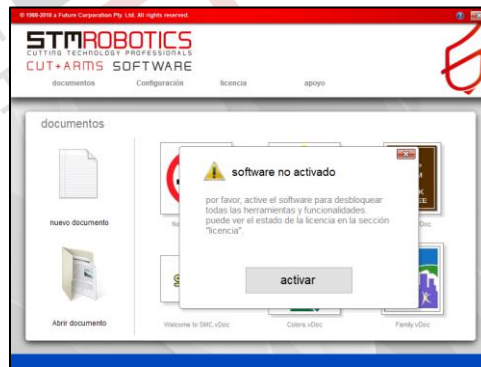 © 1998-2018 a Future Corporation Pty. Ltd. All rights reserved.
STMROBOTICS
CUTTING TECHNOLOGY PROFESSIONALS
CUT+ARMS SOFTWARE
documentos Configuración licencia apoyo
documentos
software no activado
por favor, active el software para desbloquear
todas las herramientas y funcionalidades.
puede ver el estado de la licencia en la sección
"licencia".
activar
nuevo documento
Abrir documento
Welcome to SMC.vDoc
Colors.vDoc
Family.vDoc